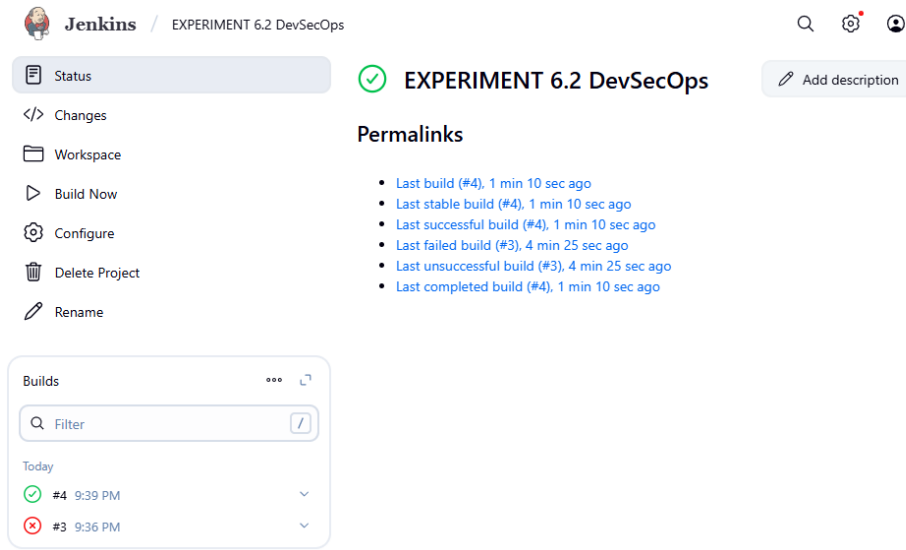 Jenkins / EXPERIMENT 6.2 DevSecOps
Status
Changes
Workspace
Build Now
Configure
Delete Project
Rename
Builds
Filter /
Today
#4 9:39 PM
#3 9:36 PM
EXPERIMENT 6.2 DevSecOps
Add description
Permalinks
Last build (#4), 1 min 10 sec ago
Last stable build (#4), 1 min 10 sec ago
Last successful build (#4), 1 min 10 sec ago
Last failed build (#3), 4 min 25 sec ago
Last unsuccessful build (#3), 4 min 25 sec ago
Last completed build (#4), 1 min 10 sec ago